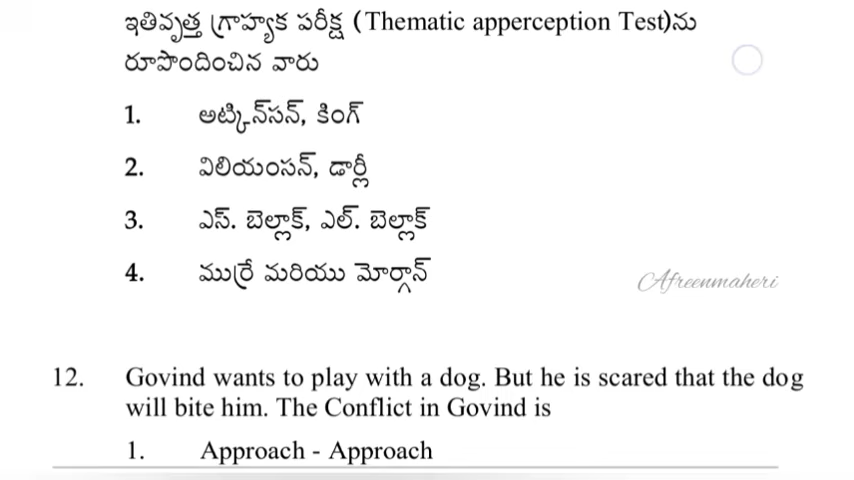 ఇతివృత్త గ్రాహ్యక పరీక్ష (Thematic apperception Test)ను
రూపొందించిన వారు
1. అట్కిన్‌సన్, కింగ్
2. విలియంసన్, డార్లీ
3. ఎస్. బెల్లాక్, ఎల్. బెల్లాక్
4. ముర్రే మరియు మోర్గాన్
Afreenmaheri
12. Govind wants to play with a dog. But he is scared that the dog
will bite him. The Conflict in Govind is
1. Approach - Approach